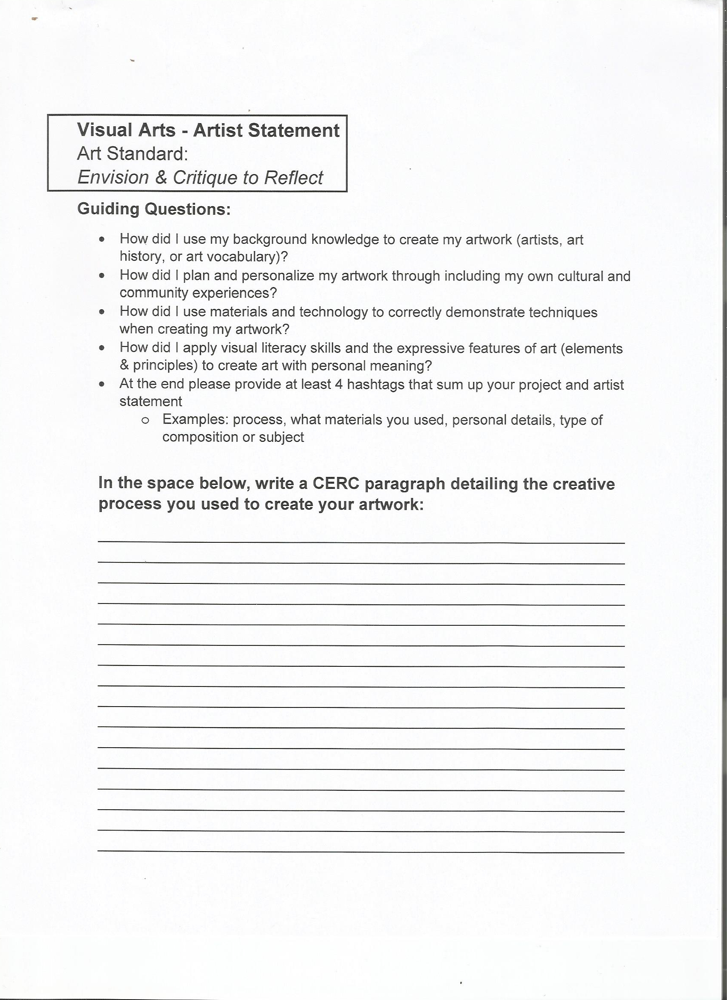 Visual Arts - Artist Statement
Art Standard:
Envision & Critique to Reflect
Guiding Questions:
• How did I use my background knowledge to create my artwork (artists, art
history, or art vocabulary)?
• How did I plan and personalize my artwork through including my own cultural and
community experiences?
• How did I use materials and technology to correctly demonstrate techniques
when creating my artwork?
• How did I apply visual literacy skills and the expressive features of art (elements
& principles) to create art with personal meaning?
• At the end please provide at least 4 hashtags that sum up your project and artist
statement
o Examples: process, what materials you used, personal details, type of
composition or subject
In the space below, write a CERC paragraph detailing the creative
process you used to create your artwork: